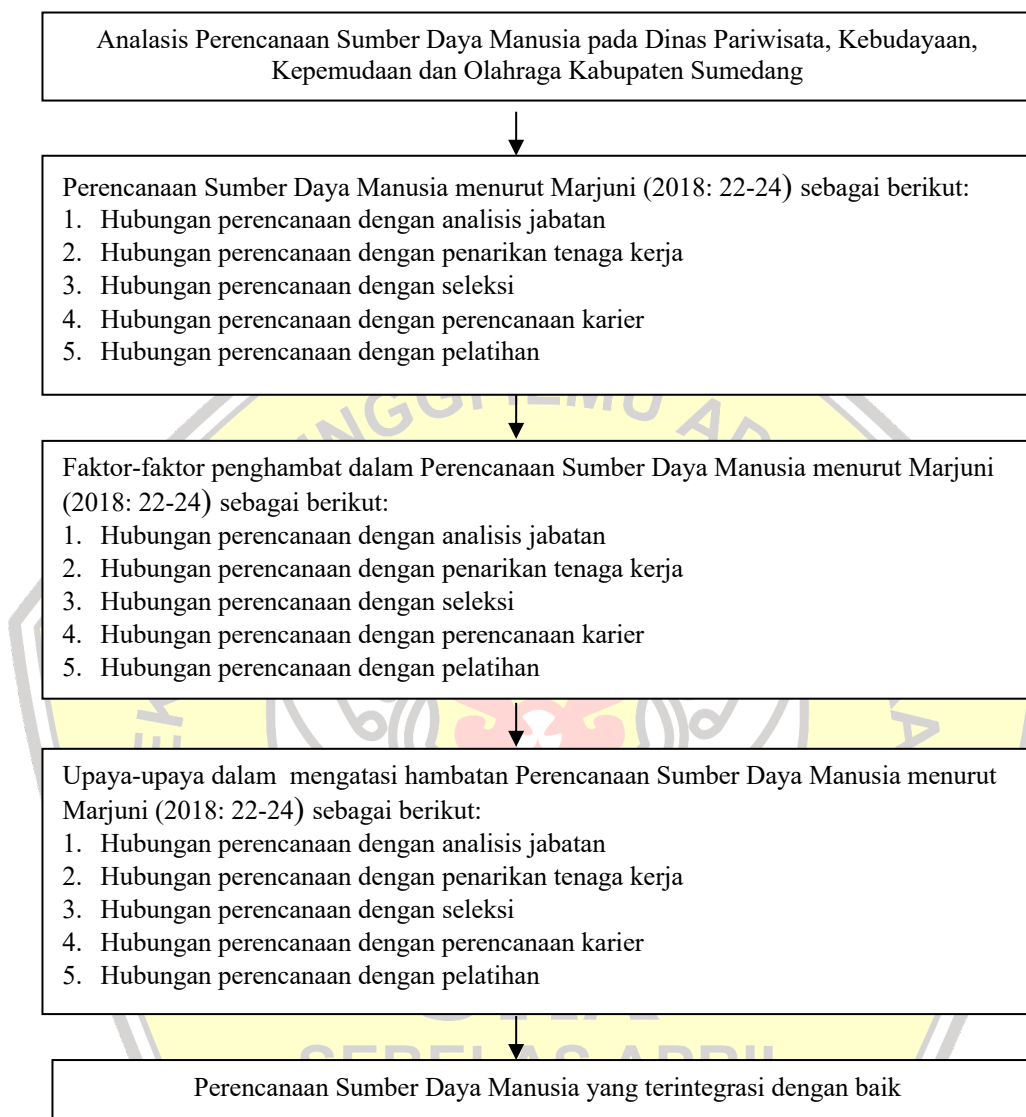 Analasis Perencanaan Sumber Daya Manusia pada Dinas Pariwisata, Kebudayaan,
Kepemudaan dan Olahraga Kabupaten Sumedang
Perencanaan Sumber Daya Manusia menurut Marjuni (2018: 22-24) sebagai berikut:
1. Hubungan perencanaan dengan analisis jabatan
2. Hubungan perencanaan dengan penarikan tenaga kerja
3. Hubungan perencanaan dengan seleksi
4. Hubungan perencanaan dengan perencanaan karier
5. Hubungan perencanaan dengan pelatihan
Faktor-faktor penghambat dalam Perencanaan Sumber Daya Manusia menurut Marjuni
(2018: 22-24) sebagai berikut:
1. Hubungan perencanaan dengan analisis jabatan
2. Hubungan perencanaan dengan penarikan tenaga kerja
3. Hubungan perencanaan dengan seleksi
4. Hubungan perencanaan dengan perencanaan karier
5. Hubungan perencanaan dengan pelatihan
Upaya-upaya dalam mengatasi hambatan Perencanaan Sumber Daya Manusia menurut
Marjuni (2018: 22-24) sebagai berikut:
1. Hubungan perencanaan dengan analisis jabatan
2. Hubungan perencanaan dengan penarikan tenaga kerja
3. Hubungan perencanaan dengan seleksi
4. Hubungan perencanaan dengan perencanaan karier
5. Hubungan perencanaan dengan pelatihan
Perencanaan Sumber Daya Manusia yang terintegrasi dengan baik